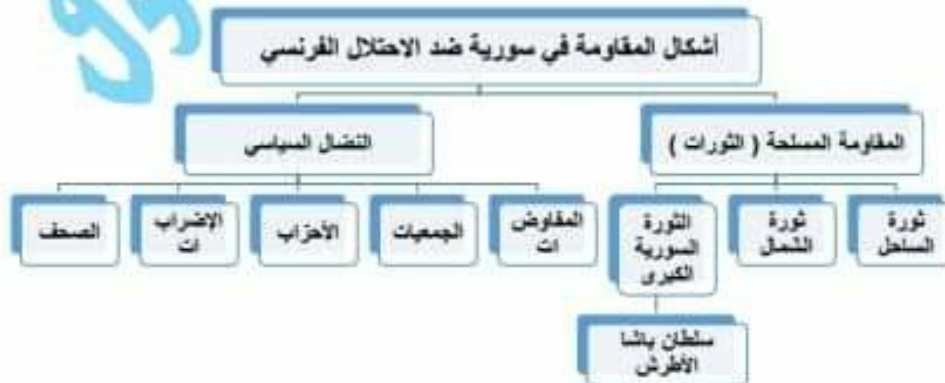 أشكال المقاومة في سورية ضد الاحتلال الفرنسي
المقاومة المسلحة ( الثورات )
النضال السياسي
ثورة
الساحل
ثورة
الشمال
الثورة
السورية
الكبرى
سلطان باشا
الأطرش
المفاوض
ات
الجمعيات
الأحزاب
الإضراب
ات
الصحف